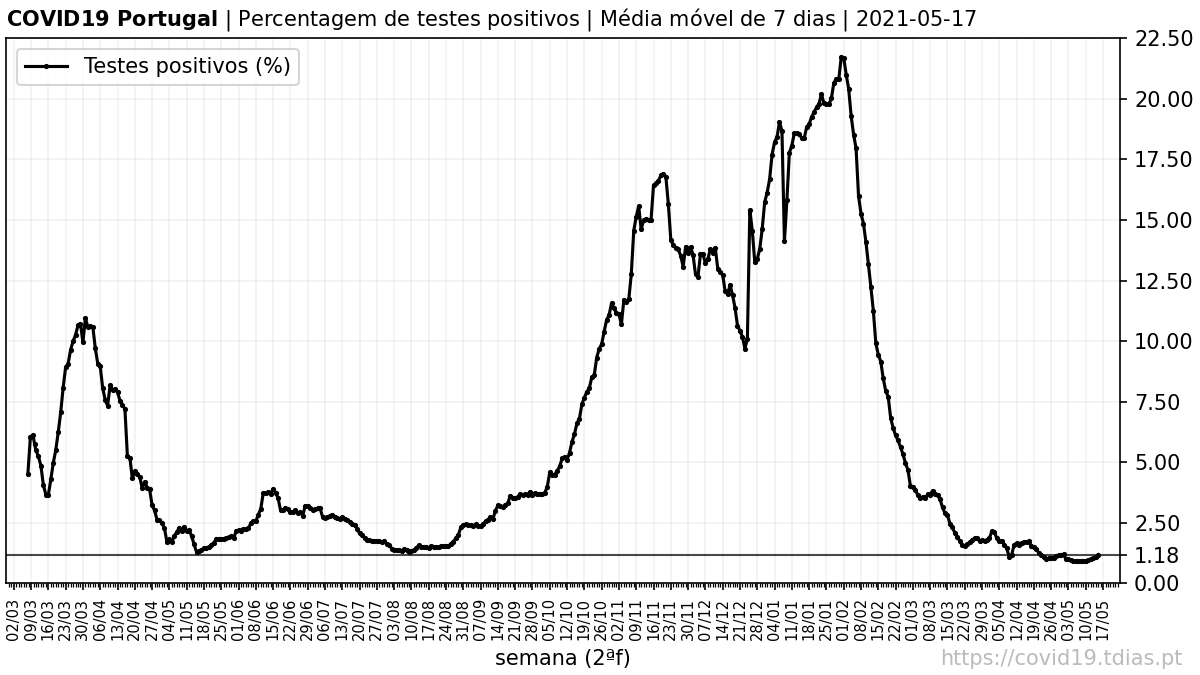 COVID19 Portugal | Percentagem de testes positivos | Média móvel de 7 dias | 2021-05-17
Testes positivos (%)
22.50
20.00
17.50
15.00
12.50
10.00
7.50
5.00
2.50
1.18
0.00
02/03 09/03 16/03 23/03 30/03 06/04 13/04 20/04 27/04 04/05 11/05 18/05 25/05 01/06 08/06 15/06 22/06 29/06 06/07 13/07 20/07 27/07 03/08 10/08 17/08 24/08 31/08 07/09 14/09 21/09 28/09 05/10 12/10 19/10 26/10 02/11 09/11 16/11 23/11 30/11 07/12 14/12 21/12 28/12 04/01 11/01 18/01 25/01 01/02 08/02 15/02 22/02 01/03 08/03 15/03 22/03 29/03 05/04 12/04 19/04 26/04 03/05 10/05 17/05
semana (2ªf)
https://covid19.tdias.pt